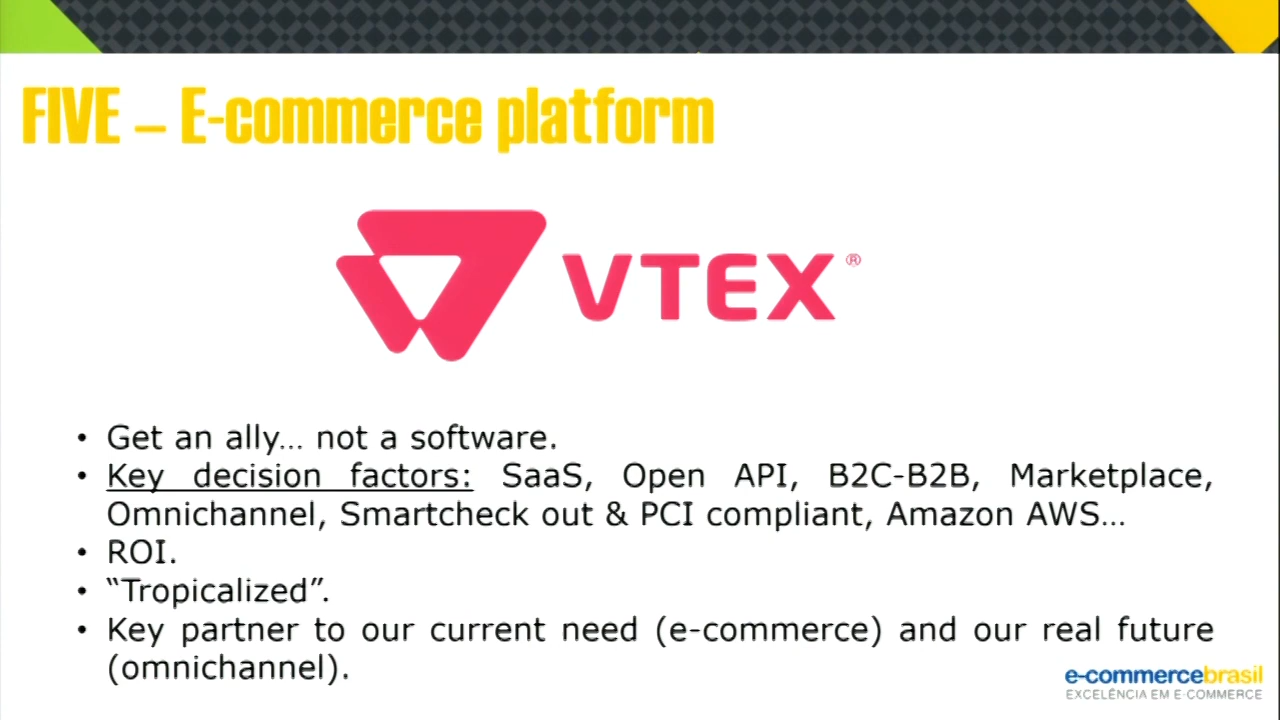 FIVE – E-commerce platform
VTEX®
• Get an ally... not a software.
• Key decision factors: SaaS, Open API, B2C-B2B, Marketplace,
Omnichannel, Smartcheck out & PCI compliant, Amazon AWS...
• ROI.
• “Tropicalized”.
• Key partner to our current need (e-commerce) and our real future
(omnichannel).
e-commercebrasil
EXCELÊNCIA EM E-COMMERCE